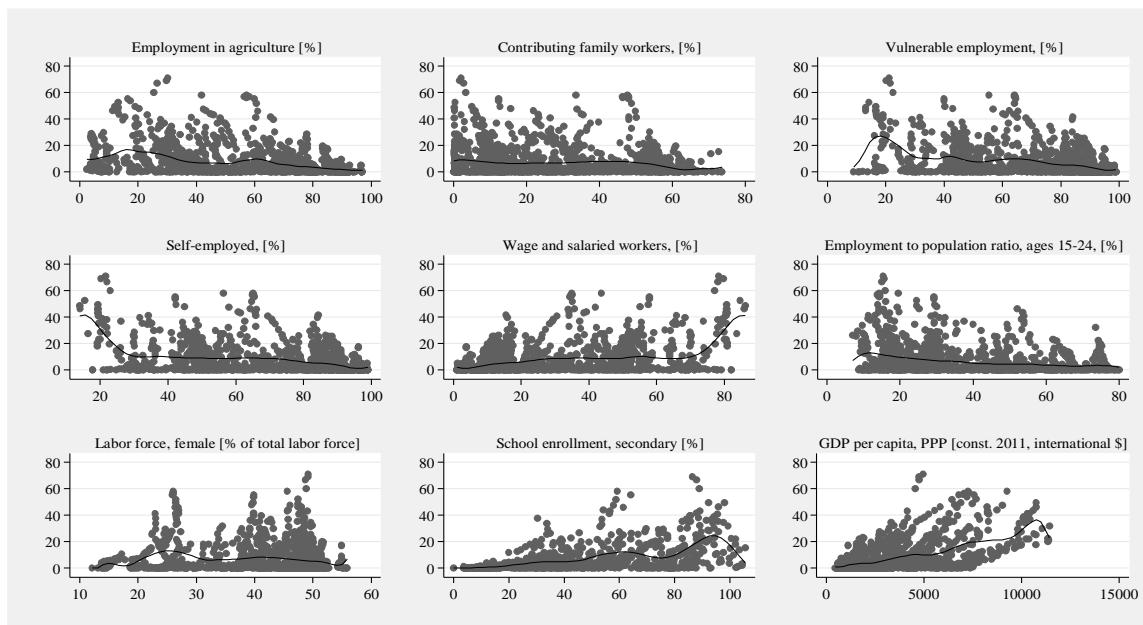 Employment in agriculture [%]
Contributing family workers, [%]
Vulnerable employment, [%]
80
60
40
20
0
0 20 40 60 80 100
80
60
40
20
0
0 20 40 60 80
80
60
40
20
0
0 20 40 60 80 100
Self-employed, [%]
Wage and salaried workers, [%]
Employment to population ratio, ages 15-24, [%]
80
60
40
20
0
20 40 60 80 100
80
60
40
20
0
0 20 40 60 80
80
60
40
20
0
0 20 40 60 80
Labor force, female [% of total labor force]
School enrollment, secondary [%]
GDP per capita, PPP [const. 2011, international $]
80
60
40
20
0
10 20 30 40 50 60
80
60
40
20
0
0 20 40 60 80 100
80
60
40
20
0
0 5000 10000 15000